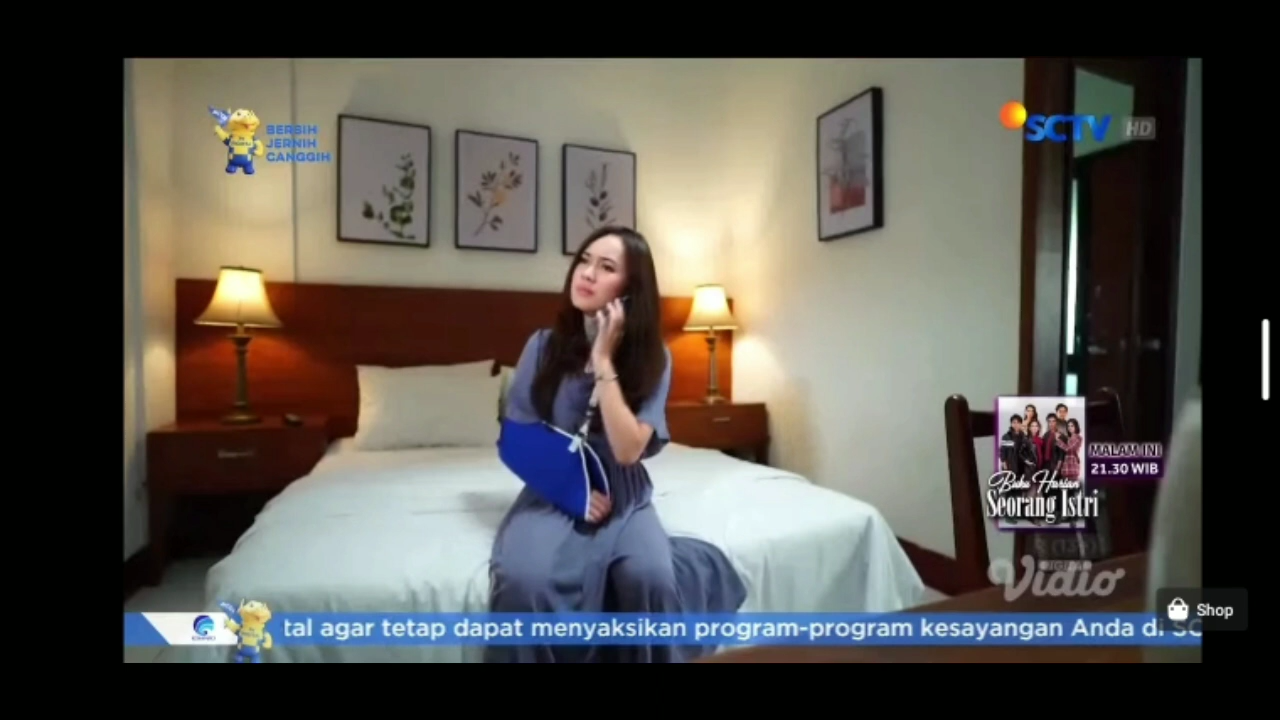 BERSIH
JERNIH
CANGGIH
SCTV HD
MALAM INI
21.30 WIB
Buku Harian
Seorang Istri
Vidio
Shop
tal agar tetap dapat menyaksikan program-program kesayangan Anda di SC